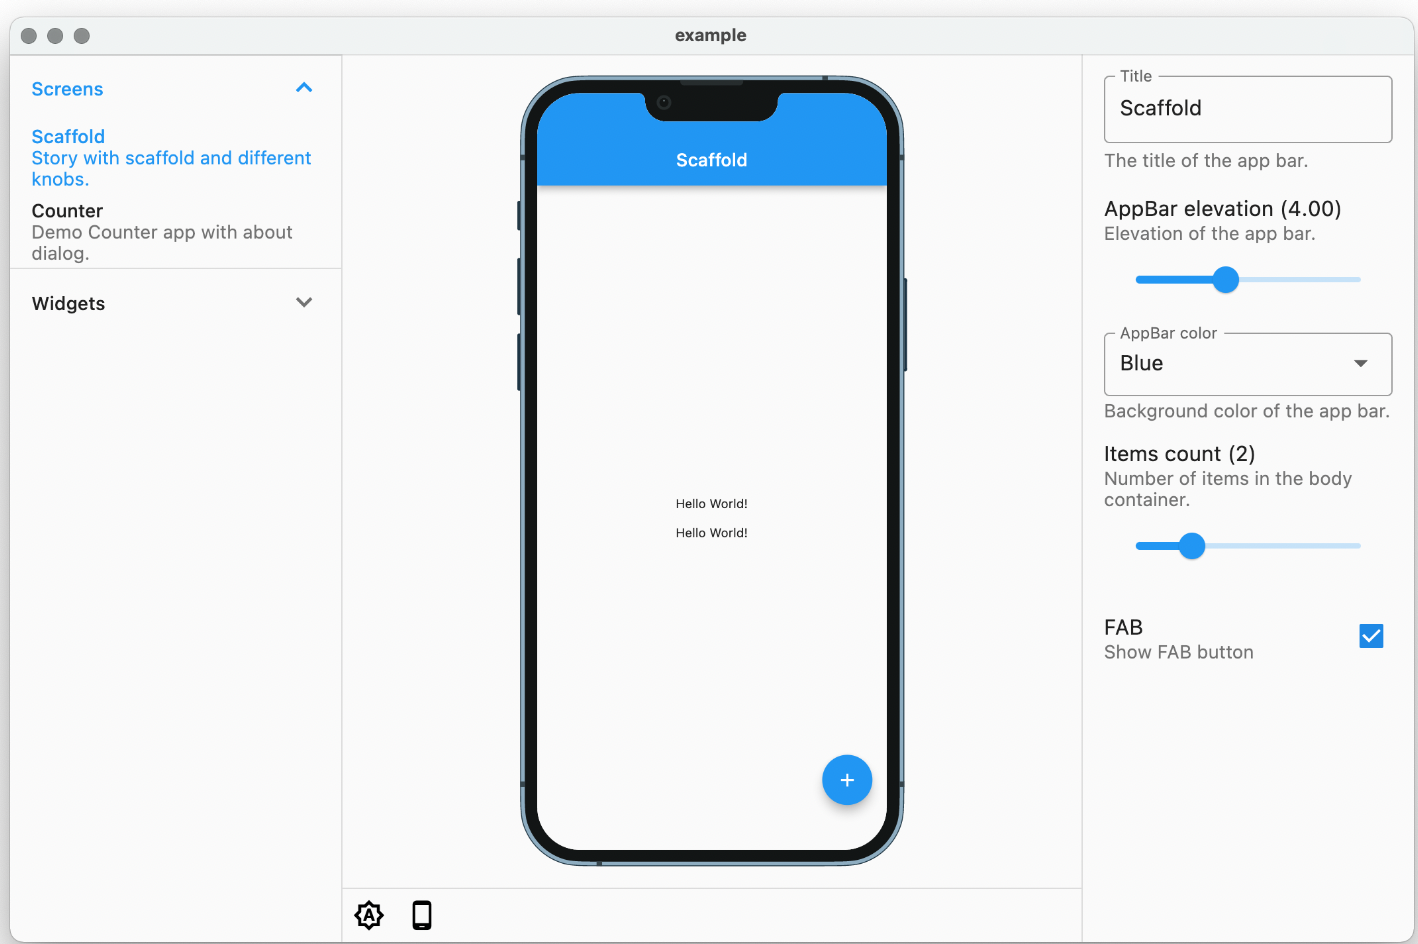 example
Screens
Scaffold
Story with scaffold and different
knobs.
Counter
Demo Counter app with about
dialog.
Widgets
Scaffold
Hello World!
Hello World!
+
A
Title
Scaffold
The title of the app bar.
AppBar elevation (4.00)
Elevation of the app bar.
AppBar color
Blue
Background color of the app bar.
Items count (2)
Number of items in the body
container.
FAB
Show FAB button